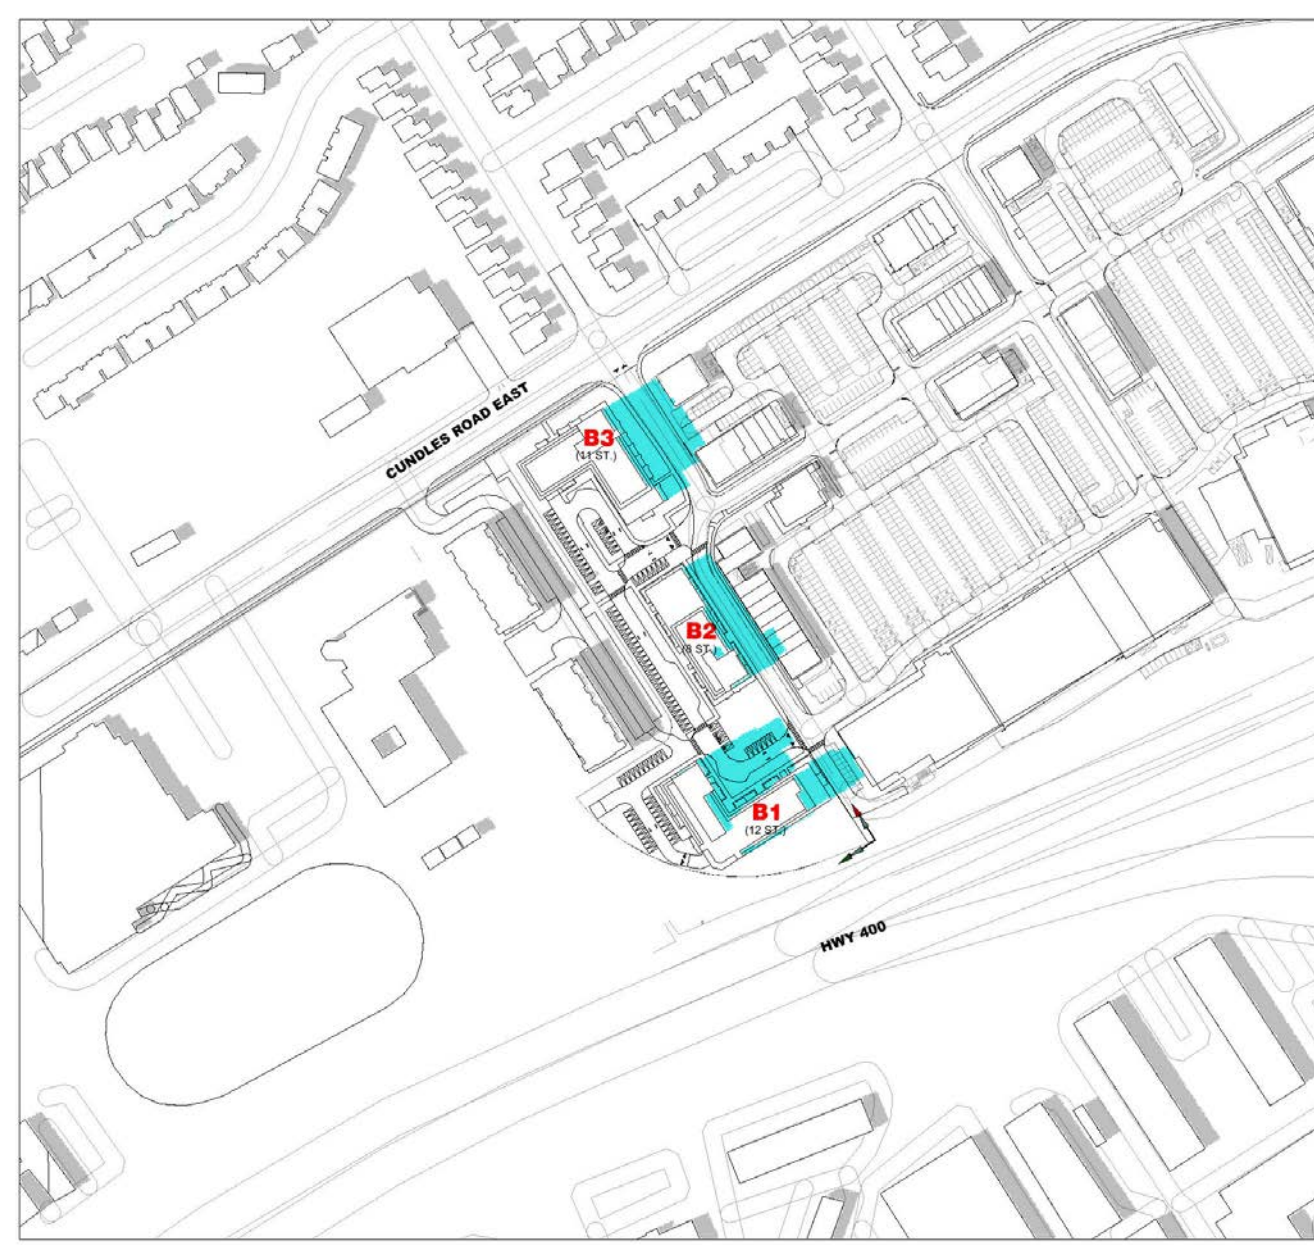 CUNDLES ROAD EAST
B3
(11 ST.)
B2
(8 ST.)
B1
(12 ST.)
HWY 400